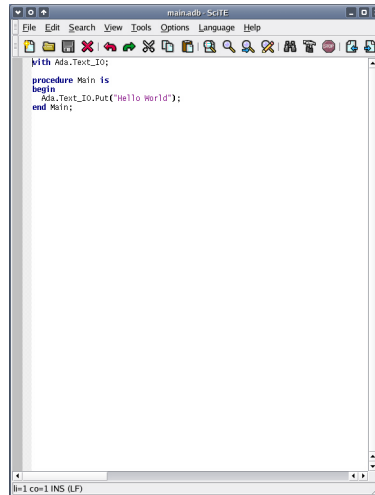 main.adb - SciTE
File Edit Search View Tools Options Language Help
STOP
with Ada.Text_IO;
procedure Main is
begin
  Ada.Text_IO.Put("Hello World");
end Main;
li=1 co=1 INS (LF)